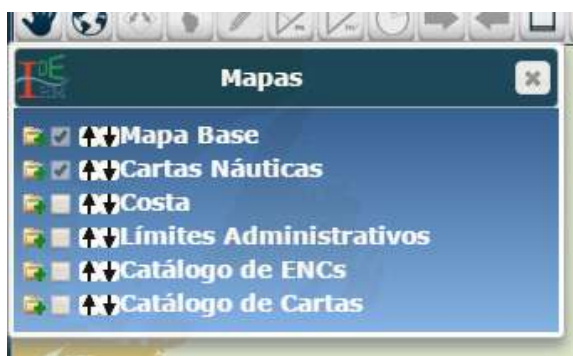 Mapas
Mapa Base
Cartas Náuticas
Costa
Límites Administrativos
Catálogo de ENCs
Catálogo de Cartas